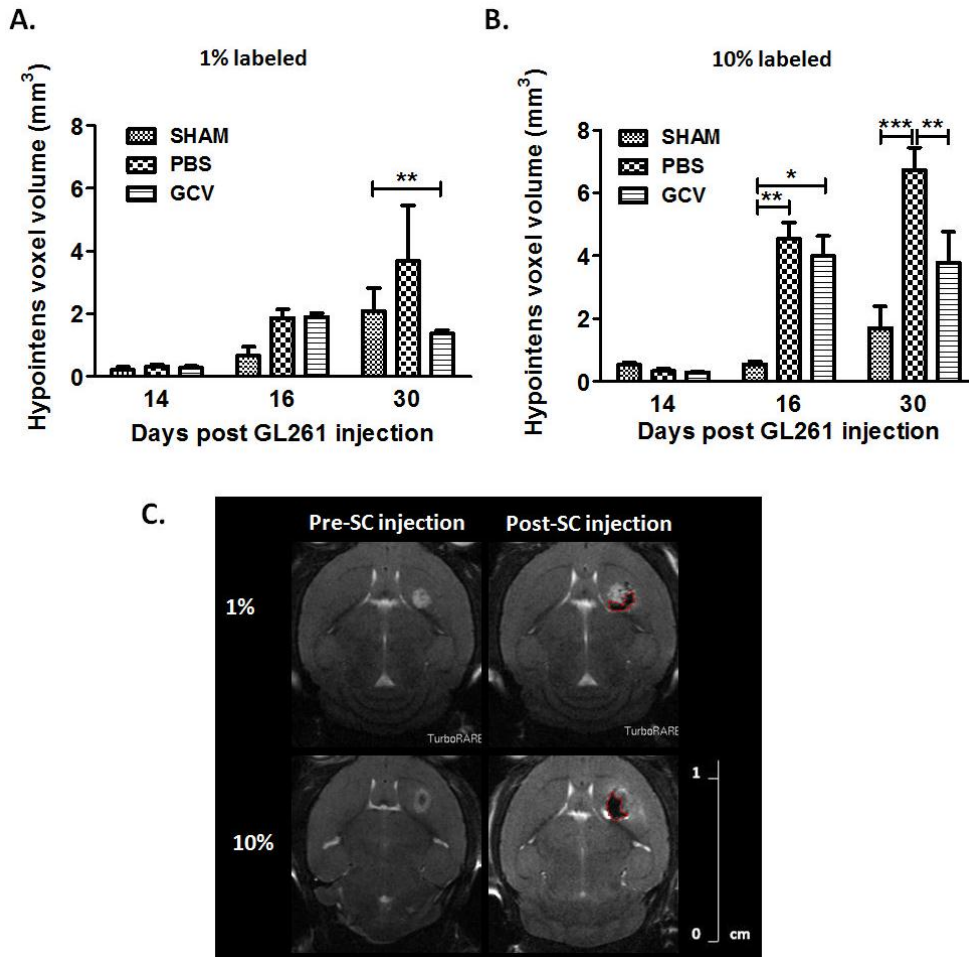 A.
1% labeled
Hypointens voxel volume (mm³)
8
6
4
2
0
SHAM
PBS
GCV
**
14 16 30
Days post GL261 injection
B.
10% labeled
Hypointens voxel volume (mm³)
8
6
4
2
0
SHAM
PBS
GCV
*
**
*** **
14 16 30
Days post GL261 injection
C.
Pre-SC injection Post-SC injection
1%
TurboRARE TurboRARE
10%
1
0 cm